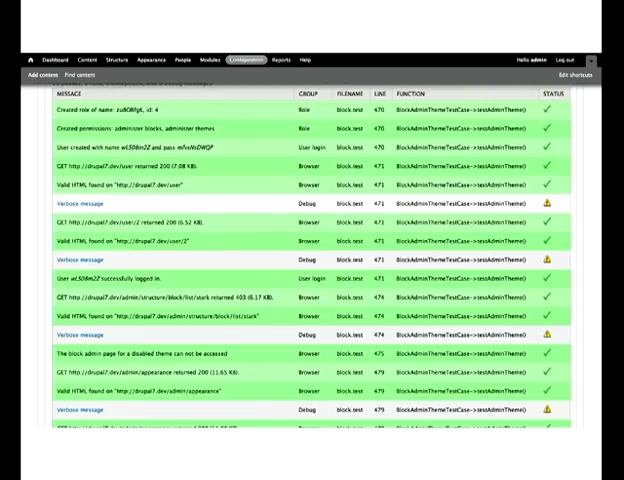 Dashboard Content Structure Appearance People Modules Configuration Reports Help Hello admin Log out
Add content Find content Edit shortcuts
MESSAGE GROUP FILENAME LINE FUNCTION STATUS
Created role of name: id: 4 Role block.test 470 BlockAdminThemeTestCase->testAdminTheme()
Created permissions: administer blocks, administer themes Role block.test 470 BlockAdminThemeTestCase->testAdminTheme()
User created with name wL508m2Z and pass User login block.test 470 BlockAdminThemeTestCase->testAdminTheme()
GET http://drupal7.dev returned 200 (7.08 KB). Browser block.test 471 BlockAdminThemeTestCase->testAdminTheme()
Valid HTML found on "http://drupal7.dev/user" Browser block.test 471 BlockAdminThemeTestCase->testAdminTheme()
Verbose message Debug block.test 471 BlockAdminThemeTestCase->testAdminTheme()
GET http://drupal7.dev/user/2 returned 200 (6.52 KB). Browser block.test 471 BlockAdminThemeTestCase->testAdminTheme()
Valid HTML found on "http://drupal7.dev/user/2" Browser block.test 471 BlockAdminThemeTestCase->testAdminTheme()
Verbose message Debug block.test 471 BlockAdminThemeTestCase->testAdminTheme()
User wL508m2Z successfully logged in. User login block.test 471 BlockAdminThemeTestCase->testAdminTheme()
GET http://drupal7.dev/admin/structure/block/list/stark returned 403 (6.17 KB). Browser block.test 474 BlockAdminThemeTestCase->testAdminTheme()
Valid HTML found on "http://drupal7.dev/admin/structure/block/list/stark" Browser block.test 474 BlockAdminThemeTestCase->testAdminTheme()
Verbose message Debug block.test 474 BlockAdminThemeTestCase->testAdminTheme()
The block admin page for a disabled theme can not be accessed Browser block.test 475 BlockAdminThemeTestCase->testAdminTheme()
GET http://drupal7.dev/admin/appearance returned 200 (11.65 KB). Browser block.test 479 BlockAdminThemeTestCase->testAdminTheme()
Valid HTML found on "http://drupal7.dev/admin/appearance" Browser block.test 479 BlockAdminThemeTestCase->testAdminTheme()
Verbose message Debug block.test 479 BlockAdminThemeTestCase->testAdminTheme()